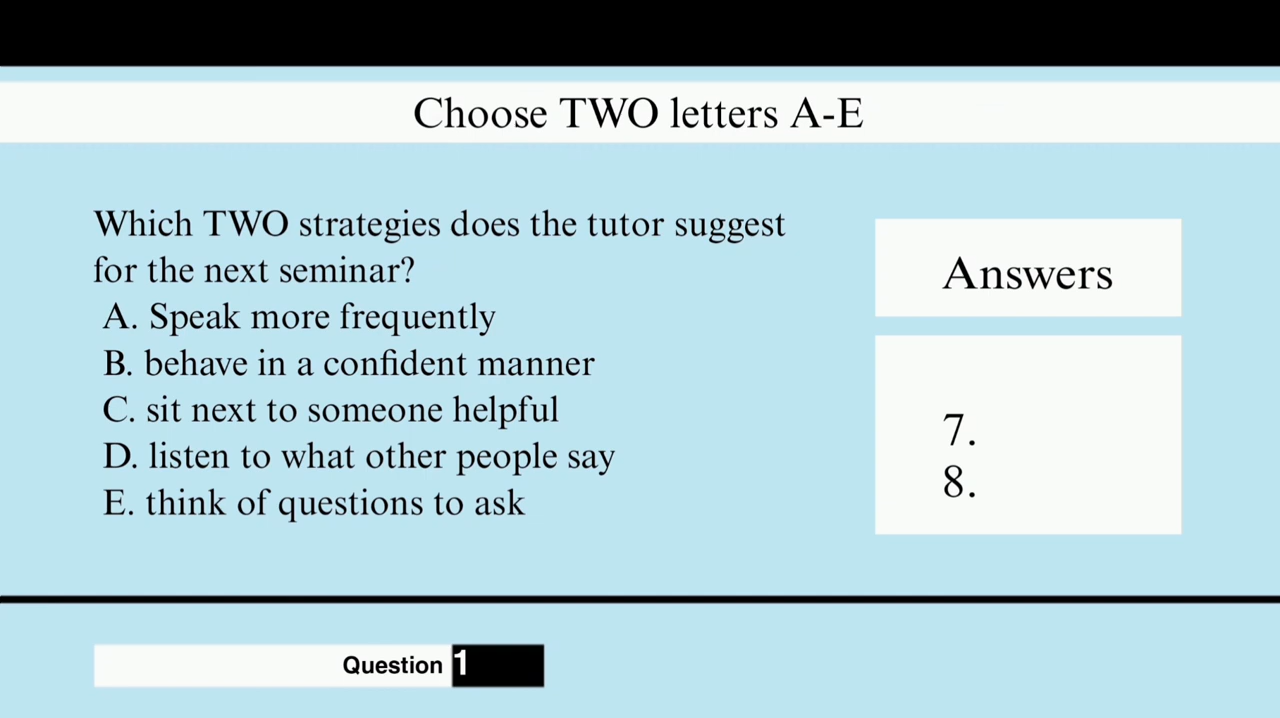 Choose TWO letters A-E
Which TWO strategies does the tutor suggest
for the next seminar?
A. Speak more frequently
B. behave in a confident manner
C. sit next to someone helpful
D. listen to what other people say
E. think of questions to ask
Answers
7.
8.
Question 1